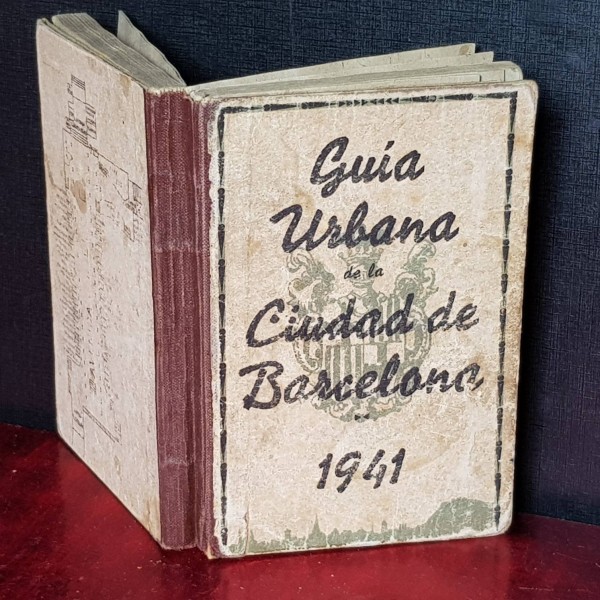 Guía
Urbana
de la
Ciudad de
Barcelona
1941